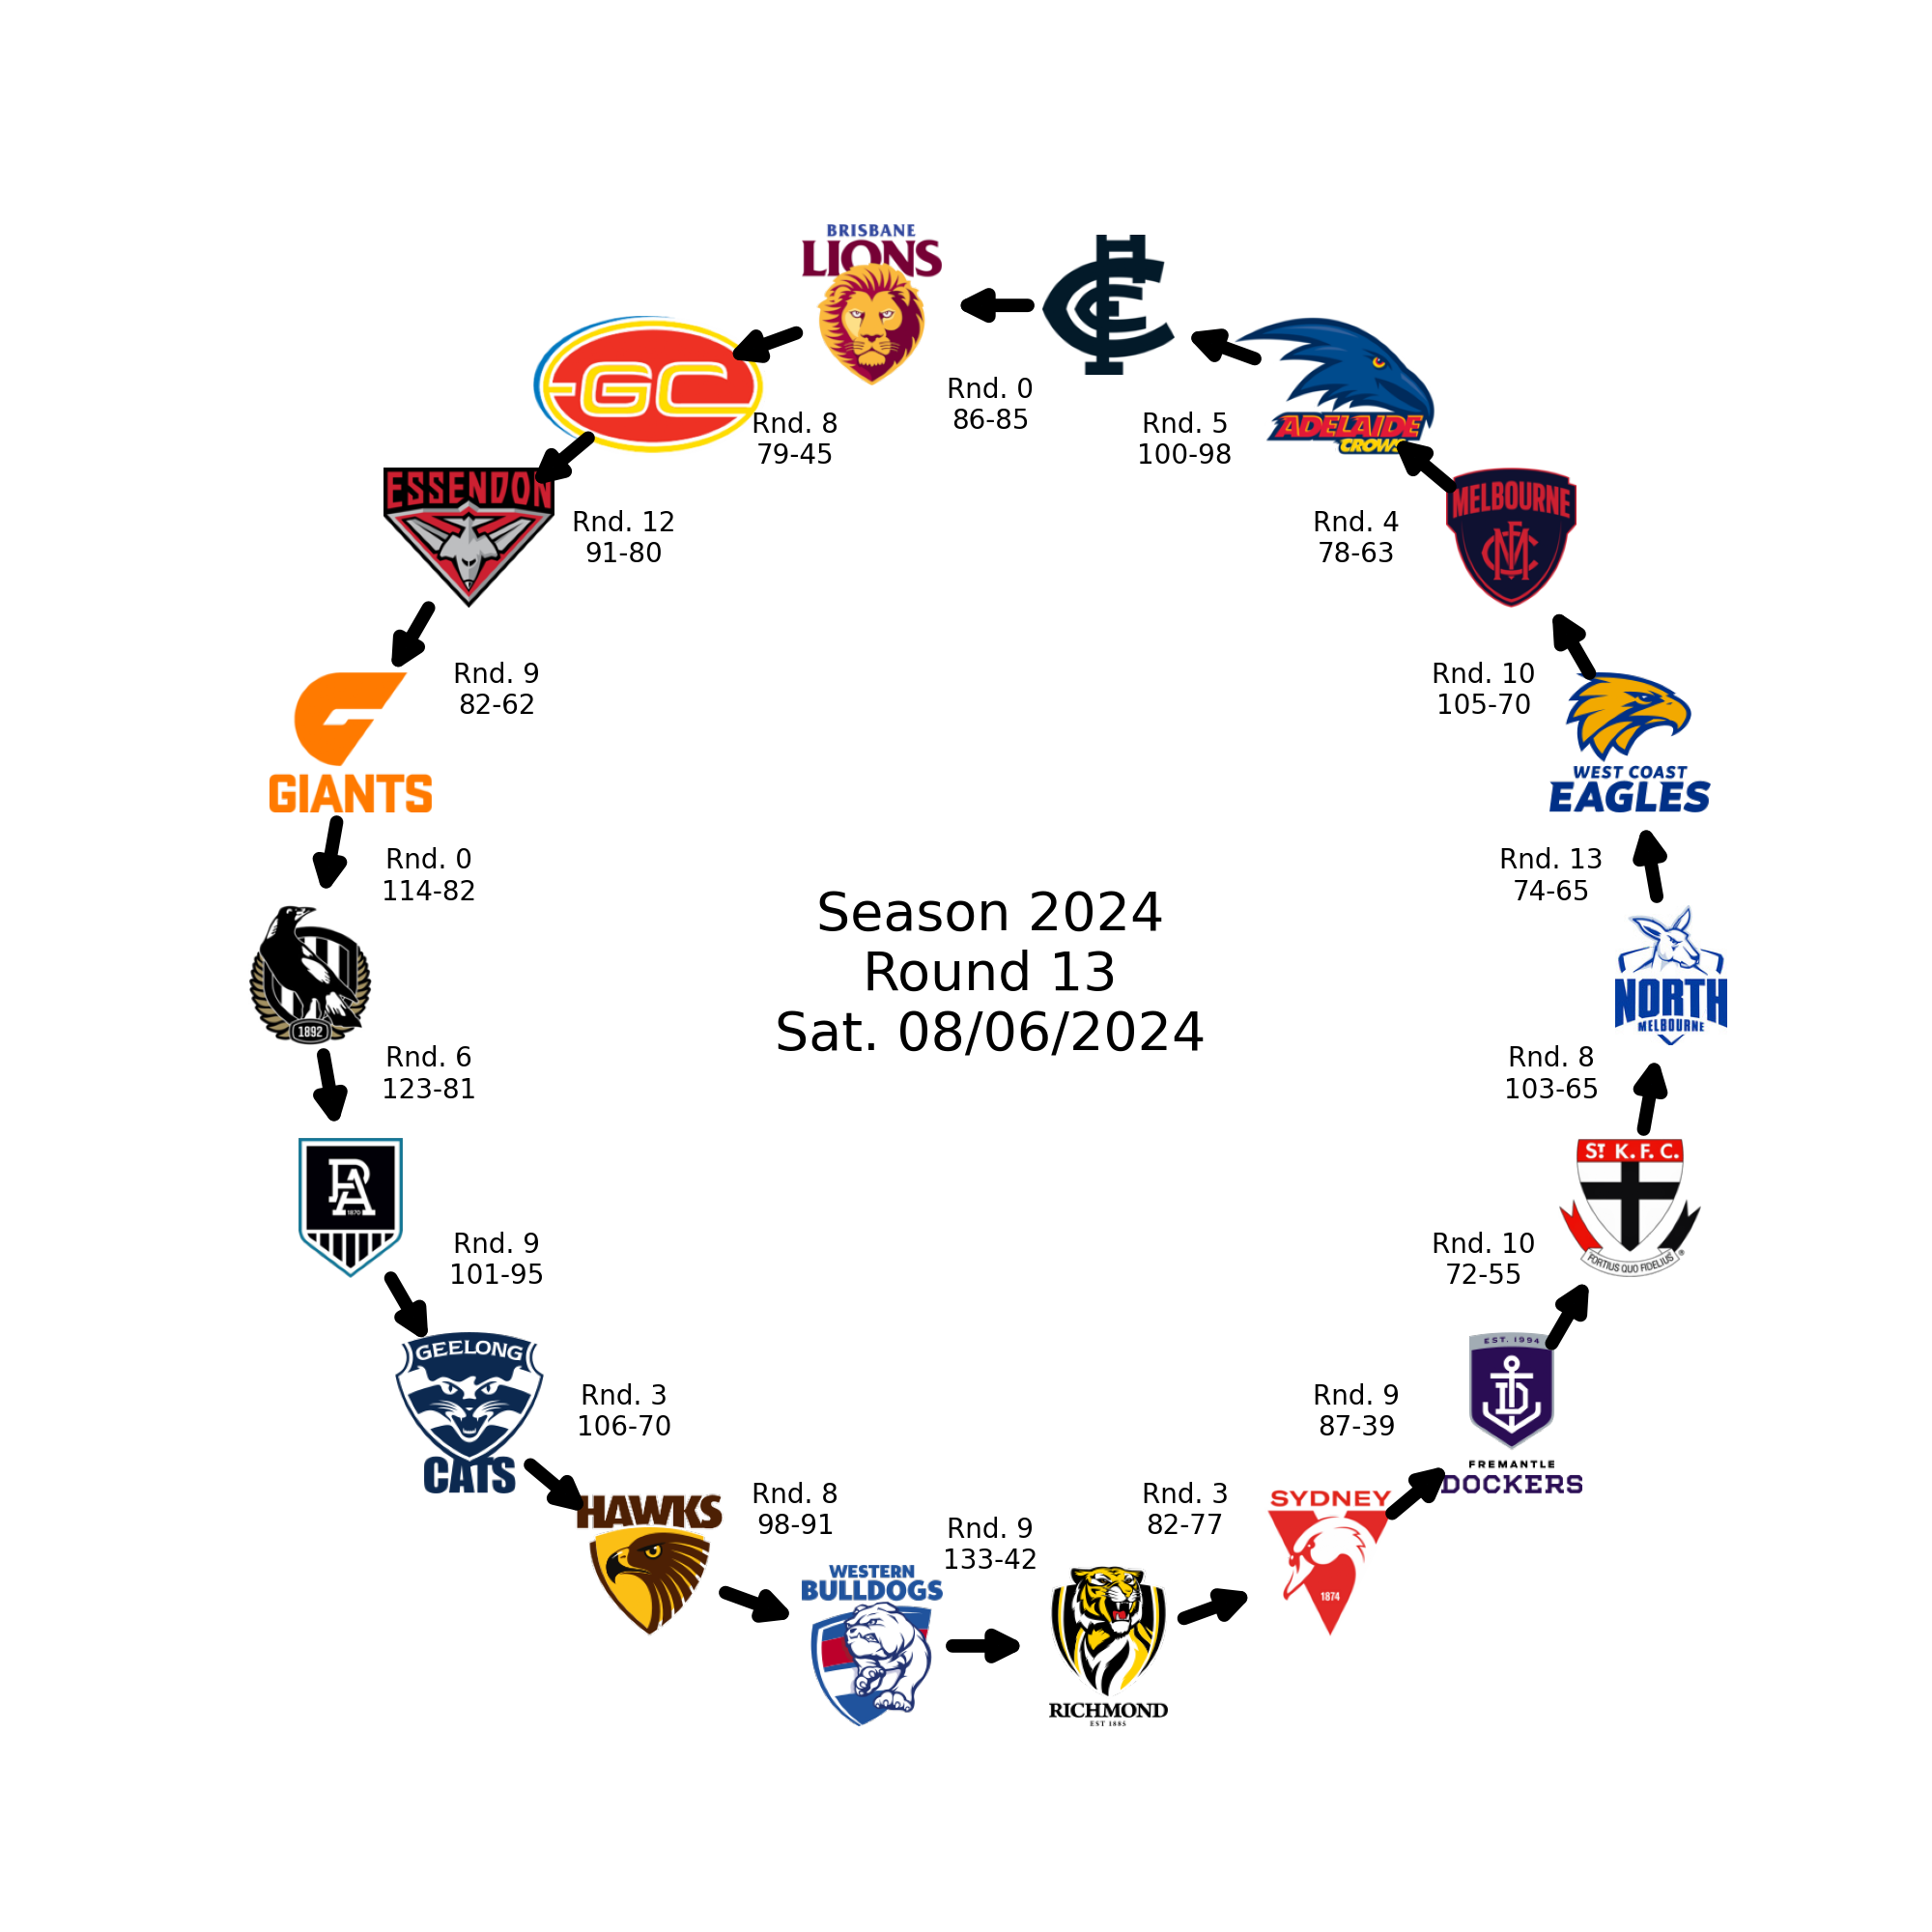 BRISBANE
LIONS
Rnd. 0
86-85
Rnd. 5
100-98
ADELAIDE
CROWS
Rnd. 4
78-63
MELBOURNE
Rnd. 10
105-70
WEST COAST
EAGLES
Rnd. 13
74-65
NORTH
MELBOURNE
Rnd. 8
103-65
ST K.F.C.
FORTIUS QUO FIDELIUS
Rnd. 10
72-55
EST. 1994
FREMANTLE
DOCKERS
Rnd. 9
87-39
SYDNEY
1874
Rnd. 3
82-77
RICHMOND
EST 1885
Rnd. 9
133-42
WESTERN
BULLDOGS
Rnd. 8
98-91
HAWKS
Rnd. 3
106-70
GEELONG
CATS
Rnd. 9
101-95
PA
1870
Rnd. 6
123-81
1892
Rnd. 0
114-82
GIANTS
Rnd. 9
82-62
ESSENDON
Rnd. 12
91-80
GC
Rnd. 8
79-45
Season 2024
Round 13
Sat. 08/06/2024